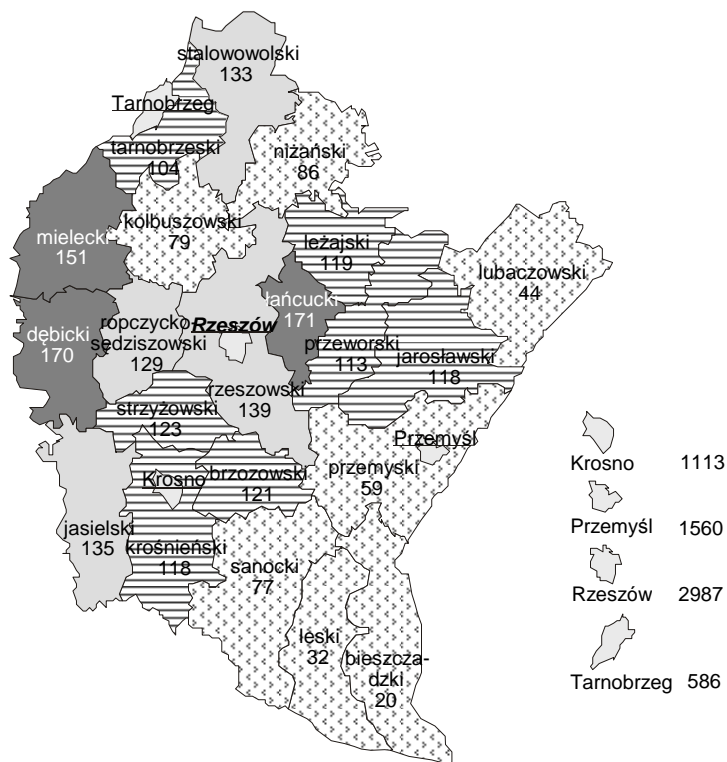 stalowowolski
133
Tarnobrzeg
tarnobrzeski
104
niżański
86
kolbuszowski
79
mielecki
151
leżajski
119
lubaczowski
44
łańcucki
171
dębicki
170
ropczycko-
sędziszowski
129
Rzeszów
przeworski
113
jarosławski
118
rzeszowski
139
strzyżowski
123
Przemyśl
przemyski
59
Krosno
brzozowski
121
jasielski
135
krośnieński
118
sanocki
77
leski
32
bieszcza-
dzki
20
Krosno 1113
Przemyśl 1560
Rzeszów 2987
Tarnobrzeg 586